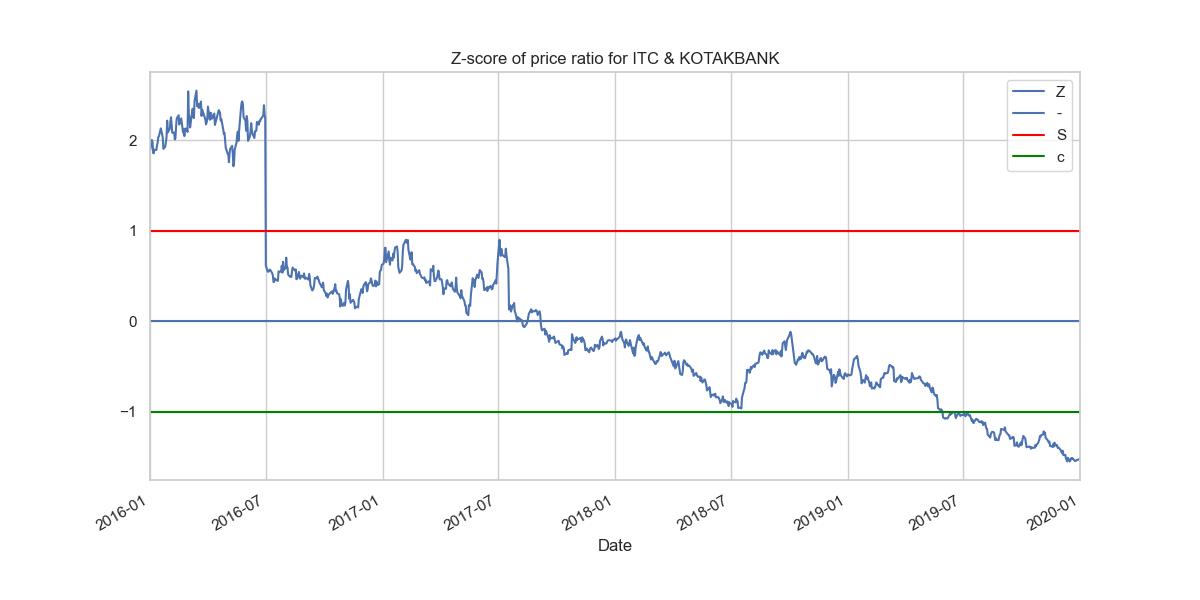 Z-score of price ratio for ITC & KOTAKBANK
Z
-
S
c
2
1
0
−1
2016-01
2016-07
2017-01
2017-07
2018-01
2018-07
2019-01
2019-07
2020-01
Date